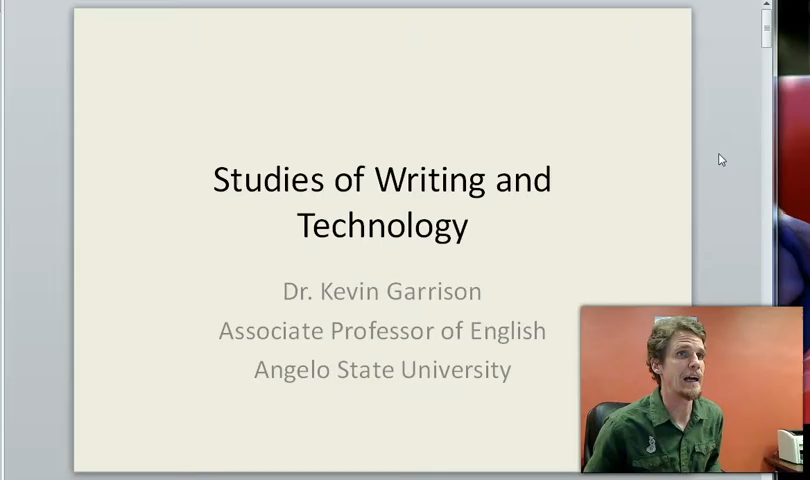 Studies of Writing and
Technology
Dr. Kevin Garrison
Associate Professor of English
Angelo State University